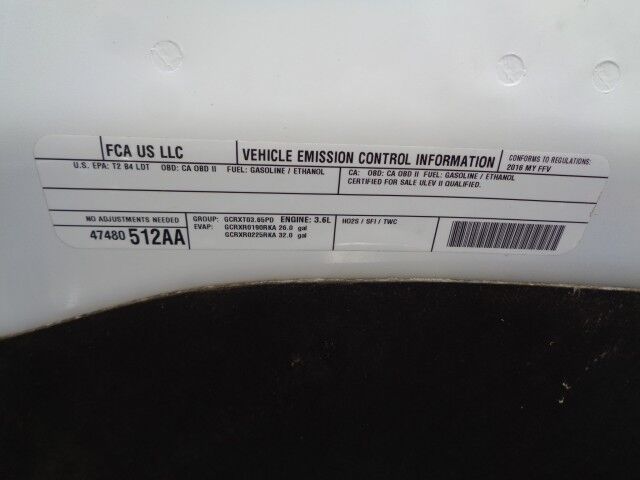 FCA US LLC
VEHICLE EMISSION CONTROL INFORMATION
CONFORMS TO REGULATIONS:
2016 MY FFV
U.S. EPA: T2 B4 LDT OBD: CA OBD II FUEL: GASOLINE / ETHANOL
CA: OBD: CA OBD II FUEL: GASOLINE / ETHANOL
CERTIFIED FOR SALE ULEV II QUALIFIED.
NO ADJUSTMENTS NEEDED
47480 512AA
GROUP: GCRXT03.65P0 ENGINE: 3.6L
EVAP: GCRXR0190RKA 26.0 gal
GCRXR0225RKA 32.0 gal
HO2S / SFI / TWC